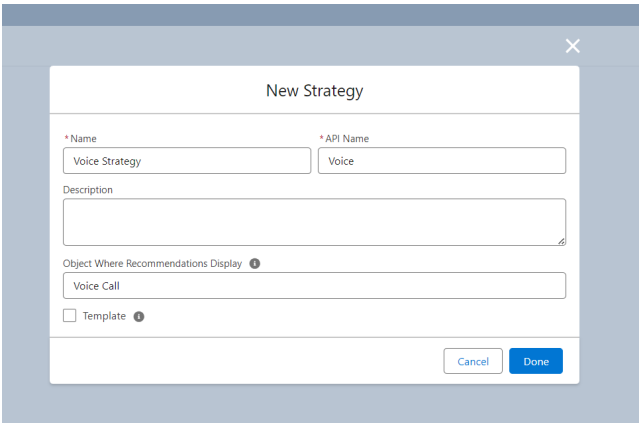 New Strategy
*Name
*API Name
Voice Strategy
Voice
Description
Object Where Recommendations Display
Voice Call
Template
Cancel
Done